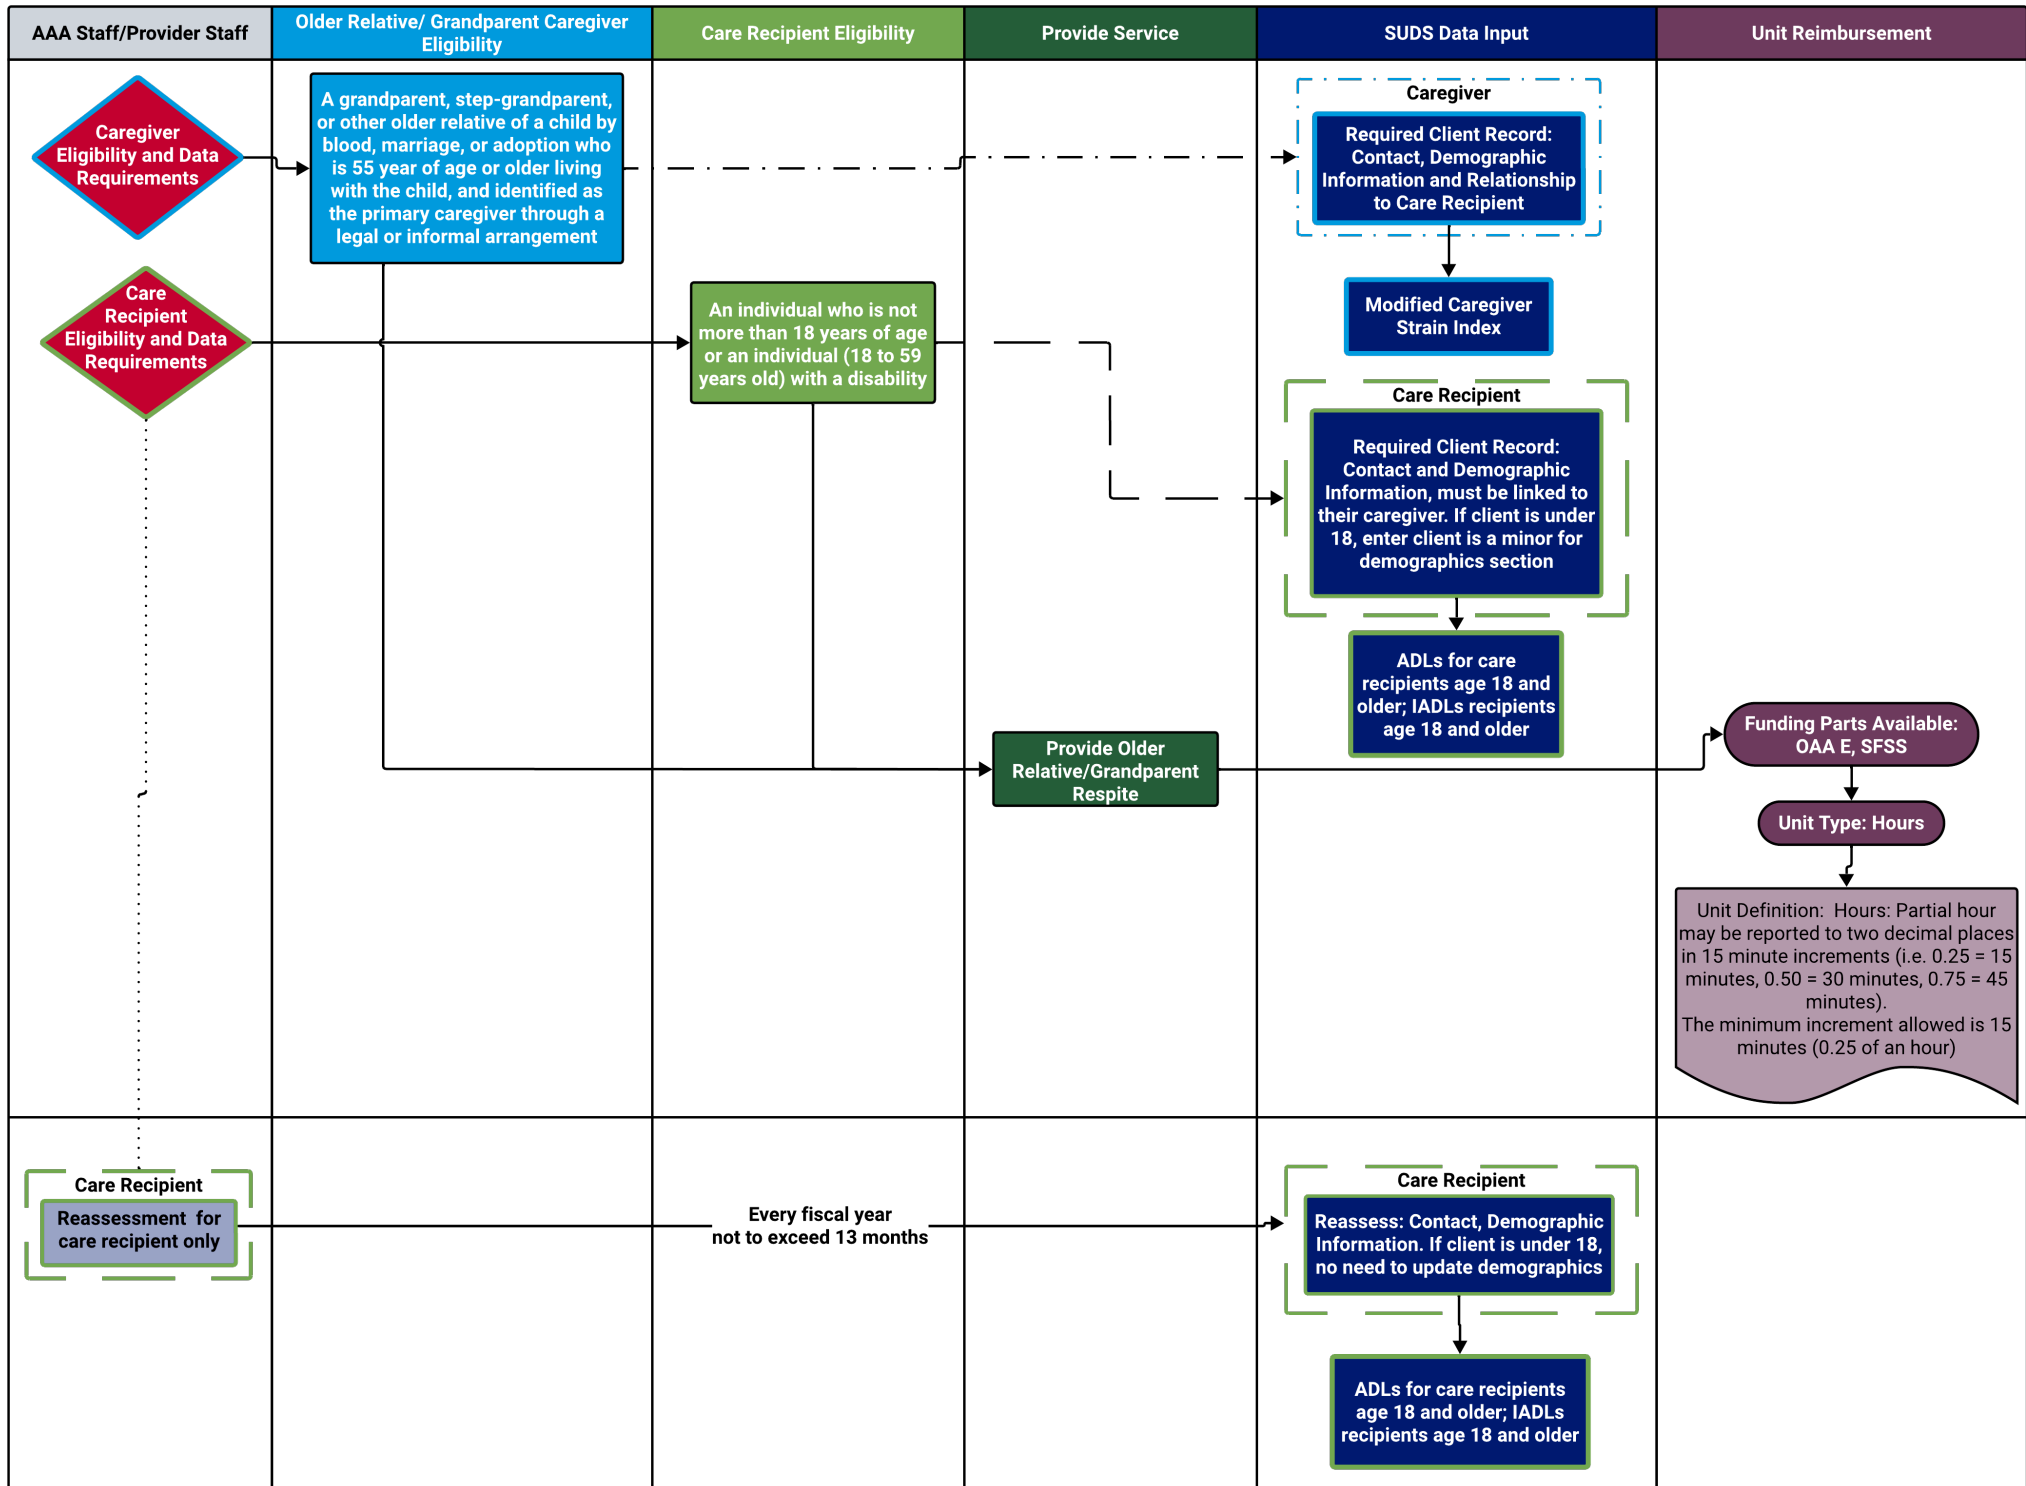 AAA Staff/Provider Staff
Older Relative/ Grandparent Caregiver
Eligibility
Care Recipient Eligibility
Provide Service
SUDS Data Input
Unit Reimbursement
Caregiver
Eligibility and Data
Requirements
A grandparent, step-grandparent,
or other older relative of a child by
blood, marriage, or adoption who
is 55 year of age or older living
with the child, and identified as
the primary caregiver through a
legal or informal arrangement
Caregiver
Required Client Record:
Contact, Demographic
Information and Relationship
to Care Recipient
Modified Caregiver
Strain Index
Care
Recipient
Eligibility and Data
Requirements
An individual who is not
more than 18 years of age
or an individual (18 to 59
years old) with a disability
Care Recipient
Required Client Record:
Contact and Demographic
Information, must be linked to
their caregiver. If client is under
18, enter client is a minor for
demographics section
ADLs for care
recipients age 18 and
older; IADLs recipients
age 18 and older
Provide Older
Relative/Grandparent
Respite
Funding Parts Available:
OAA E, SFSS
Unit Type: Hours
Unit Definition:  Hours: Partial hour
may be reported to two decimal places
in 15 minute increments (i.e. 0.25 = 15
minutes, 0.50 = 30 minutes, 0.75 = 45
minutes).
The minimum increment allowed is 15
minutes (0.25 of an hour)
Care Recipient
Reassessment  for
care recipient only
Every fiscal year
not to exceed 13 months
Care Recipient
Reassess: Contact, Demographic
Information. If client is under 18,
no need to update demographics
ADLs for care recipients
age 18 and older; IADLs
recipients age 18 and older